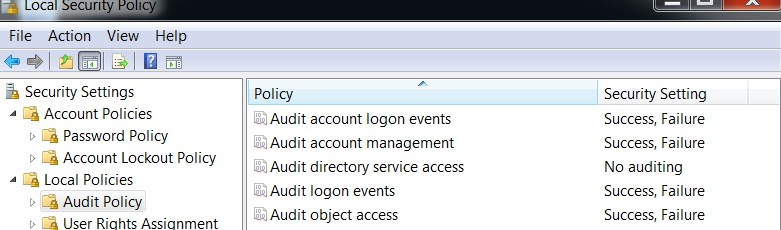 Local Security Policy
File Action View Help
Security Settings
Account Policies
Password Policy
Account Lockout Policy
Local Policies
Audit Policy
User Rights Assignment
Policy Security Setting
Audit account logon events Success, Failure
Audit account management Success, Failure
Audit directory service access No auditing
Audit logon events Success, Failure
Audit object access Success, Failure